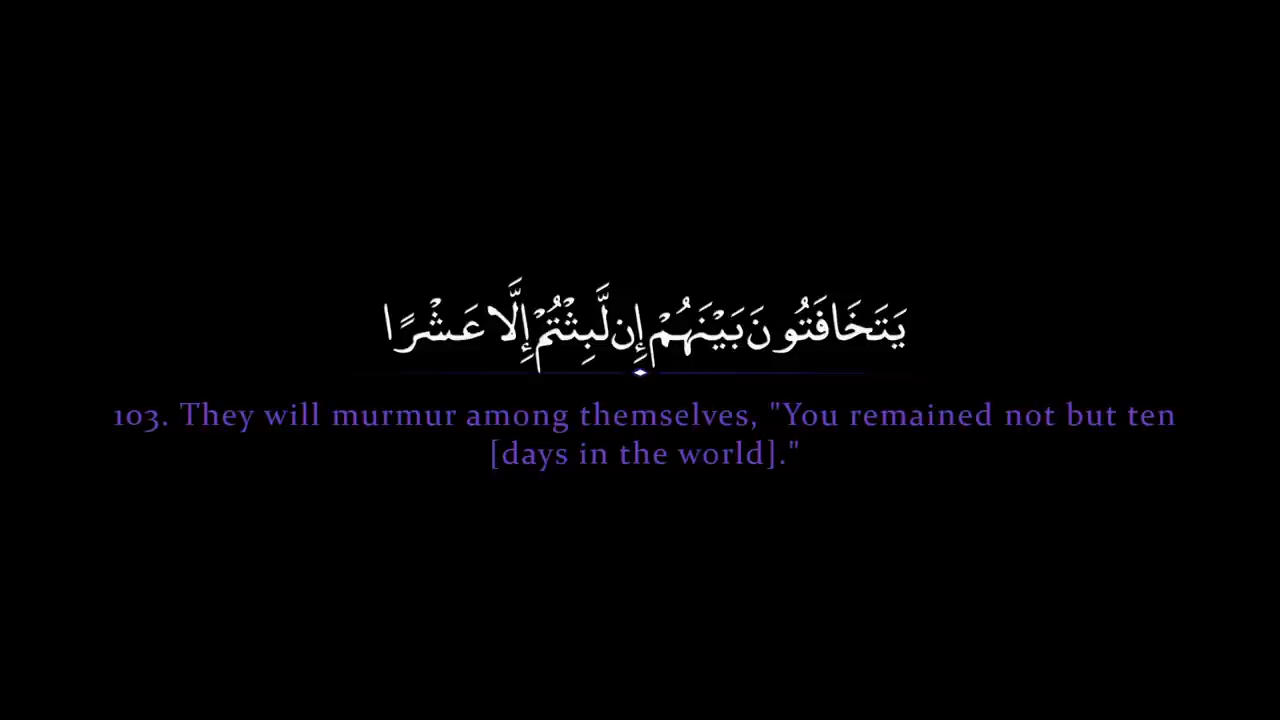 يَتَخَافَتُونَ بَيْنَهُمْ إِن لَّبِثْتُمْ إِلَّا عَشْرًا
103. They will murmur among themselves, "You remained not but ten
[days in the world]."